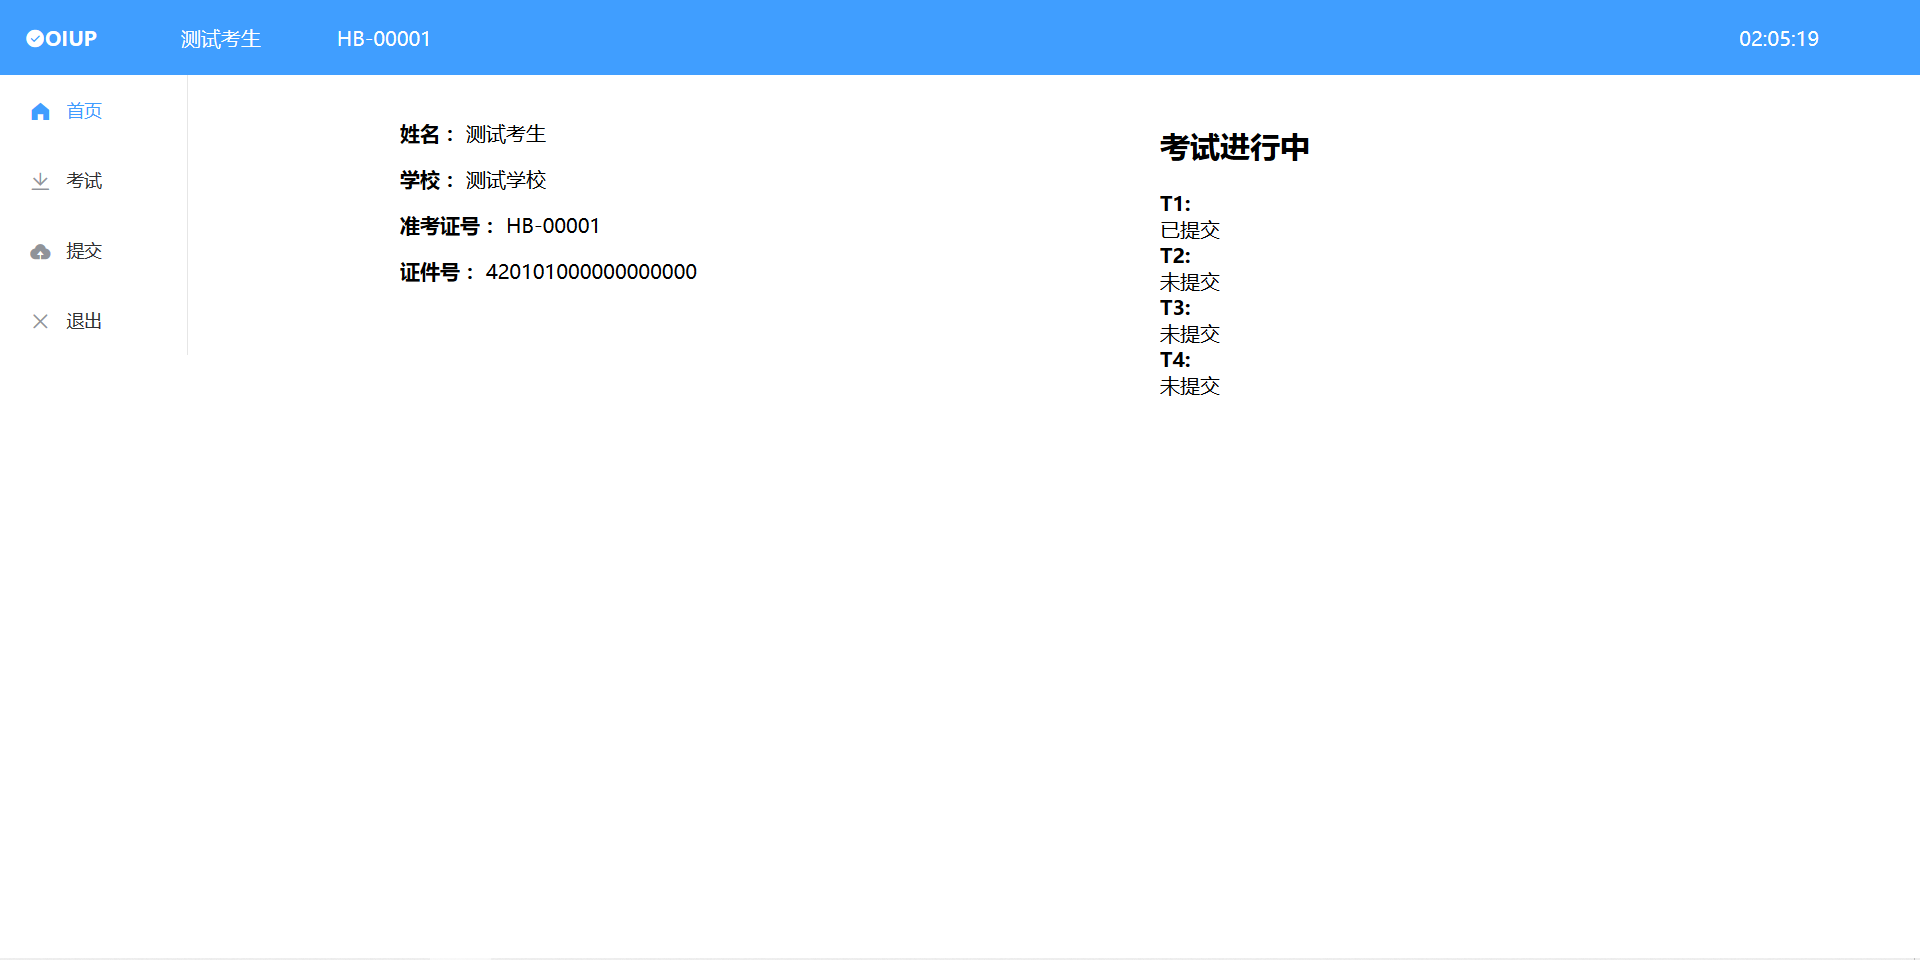 OIUP 测试考生 HB-00001 02:05:19
首页
考试
提交
退出
姓名： 测试考生
学校： 测试学校
准考证号： HB-00001
证件号： 420101000000000000
考试进行中
T1:
已提交
T2:
未提交
T3:
未提交
T4:
未提交